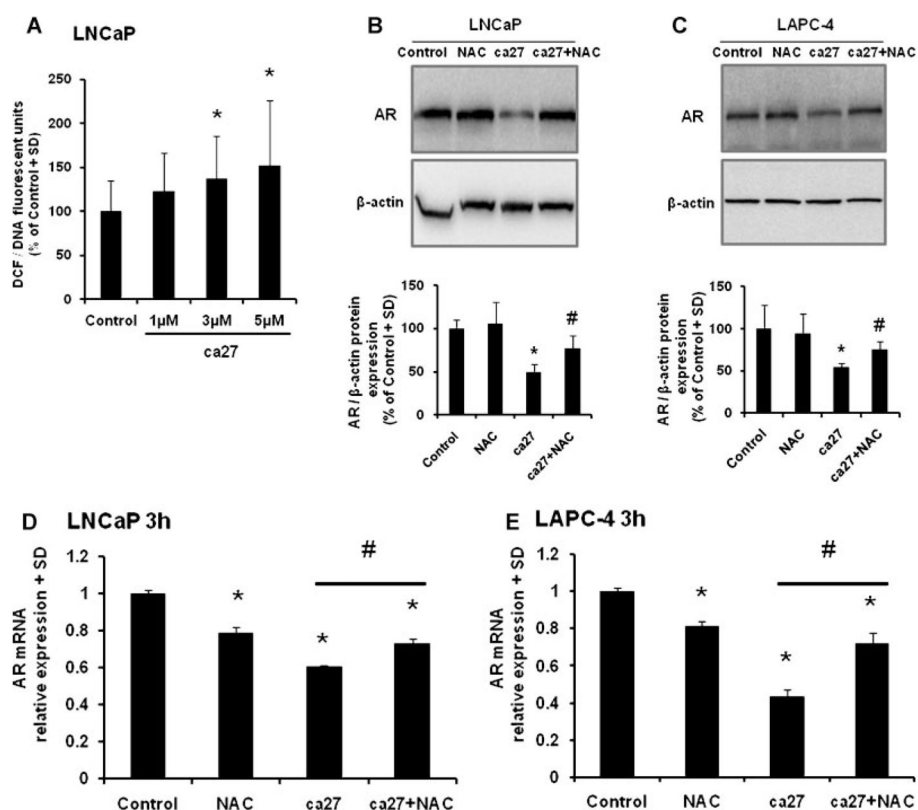 A
LNCaP
DCF / DNA fluorescent units
(% of Control + SD)
250
200
150
100
50
0
*
*
Control
1µM
3µM
5µM
ca27
B
LNCaP
Control NAC ca27 ca27+NAC
AR
β-actin
AR / β-actin protein
expression
(% of Control + SD)
150
100
50
0
*
#
Control
NAC
ca27
ca27+NAC
C
LAPC-4
Control NAC ca27 ca27+NAC
AR
β-actin
AR / β-actin protein
expression
(% of Control + SD)
150
100
50
0
*
#
Control
NAC
ca27
ca27+NAC
D
LNCaP 3h
AR mRNA
relative expression + SD
1.2
1
0.8
0.6
0.4
0.2
0
#
*
*
*
Control NAC ca27 ca27+NAC
E
LAPC-4 3h
AR mRNA
relative expression + SD
1.2
1
0.8
0.6
0.4
0.2
0
#
*
*
*
Control NAC ca27 ca27+NAC